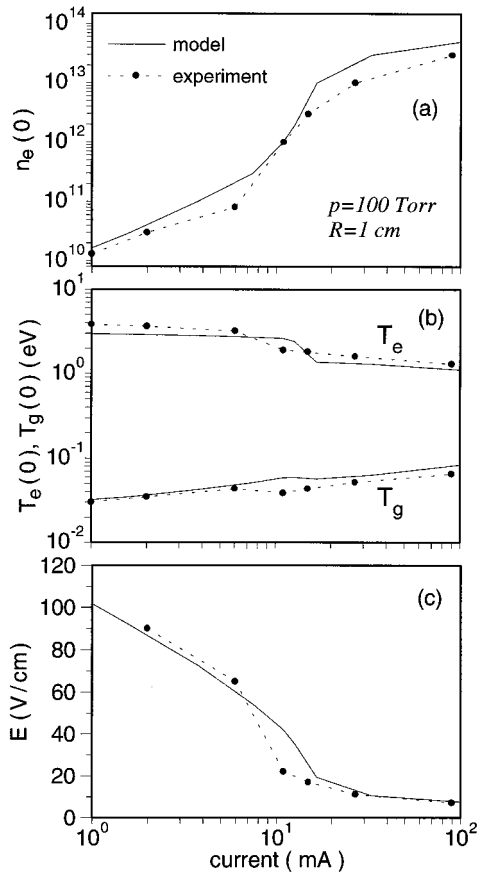 10^14
model
experiment
10^13
(a)
n_e(0)
10^12
10^11
p=100 Torr
R=1 cm
10^10
10^1
(b)
T_e
10^0
T_e(0), T_g(0) (eV)
10^-1
T_g
10^-2
120
(c)
100
80
E (V/cm)
60
40
20
0
10^0
10^1
10^2
current ( mA )